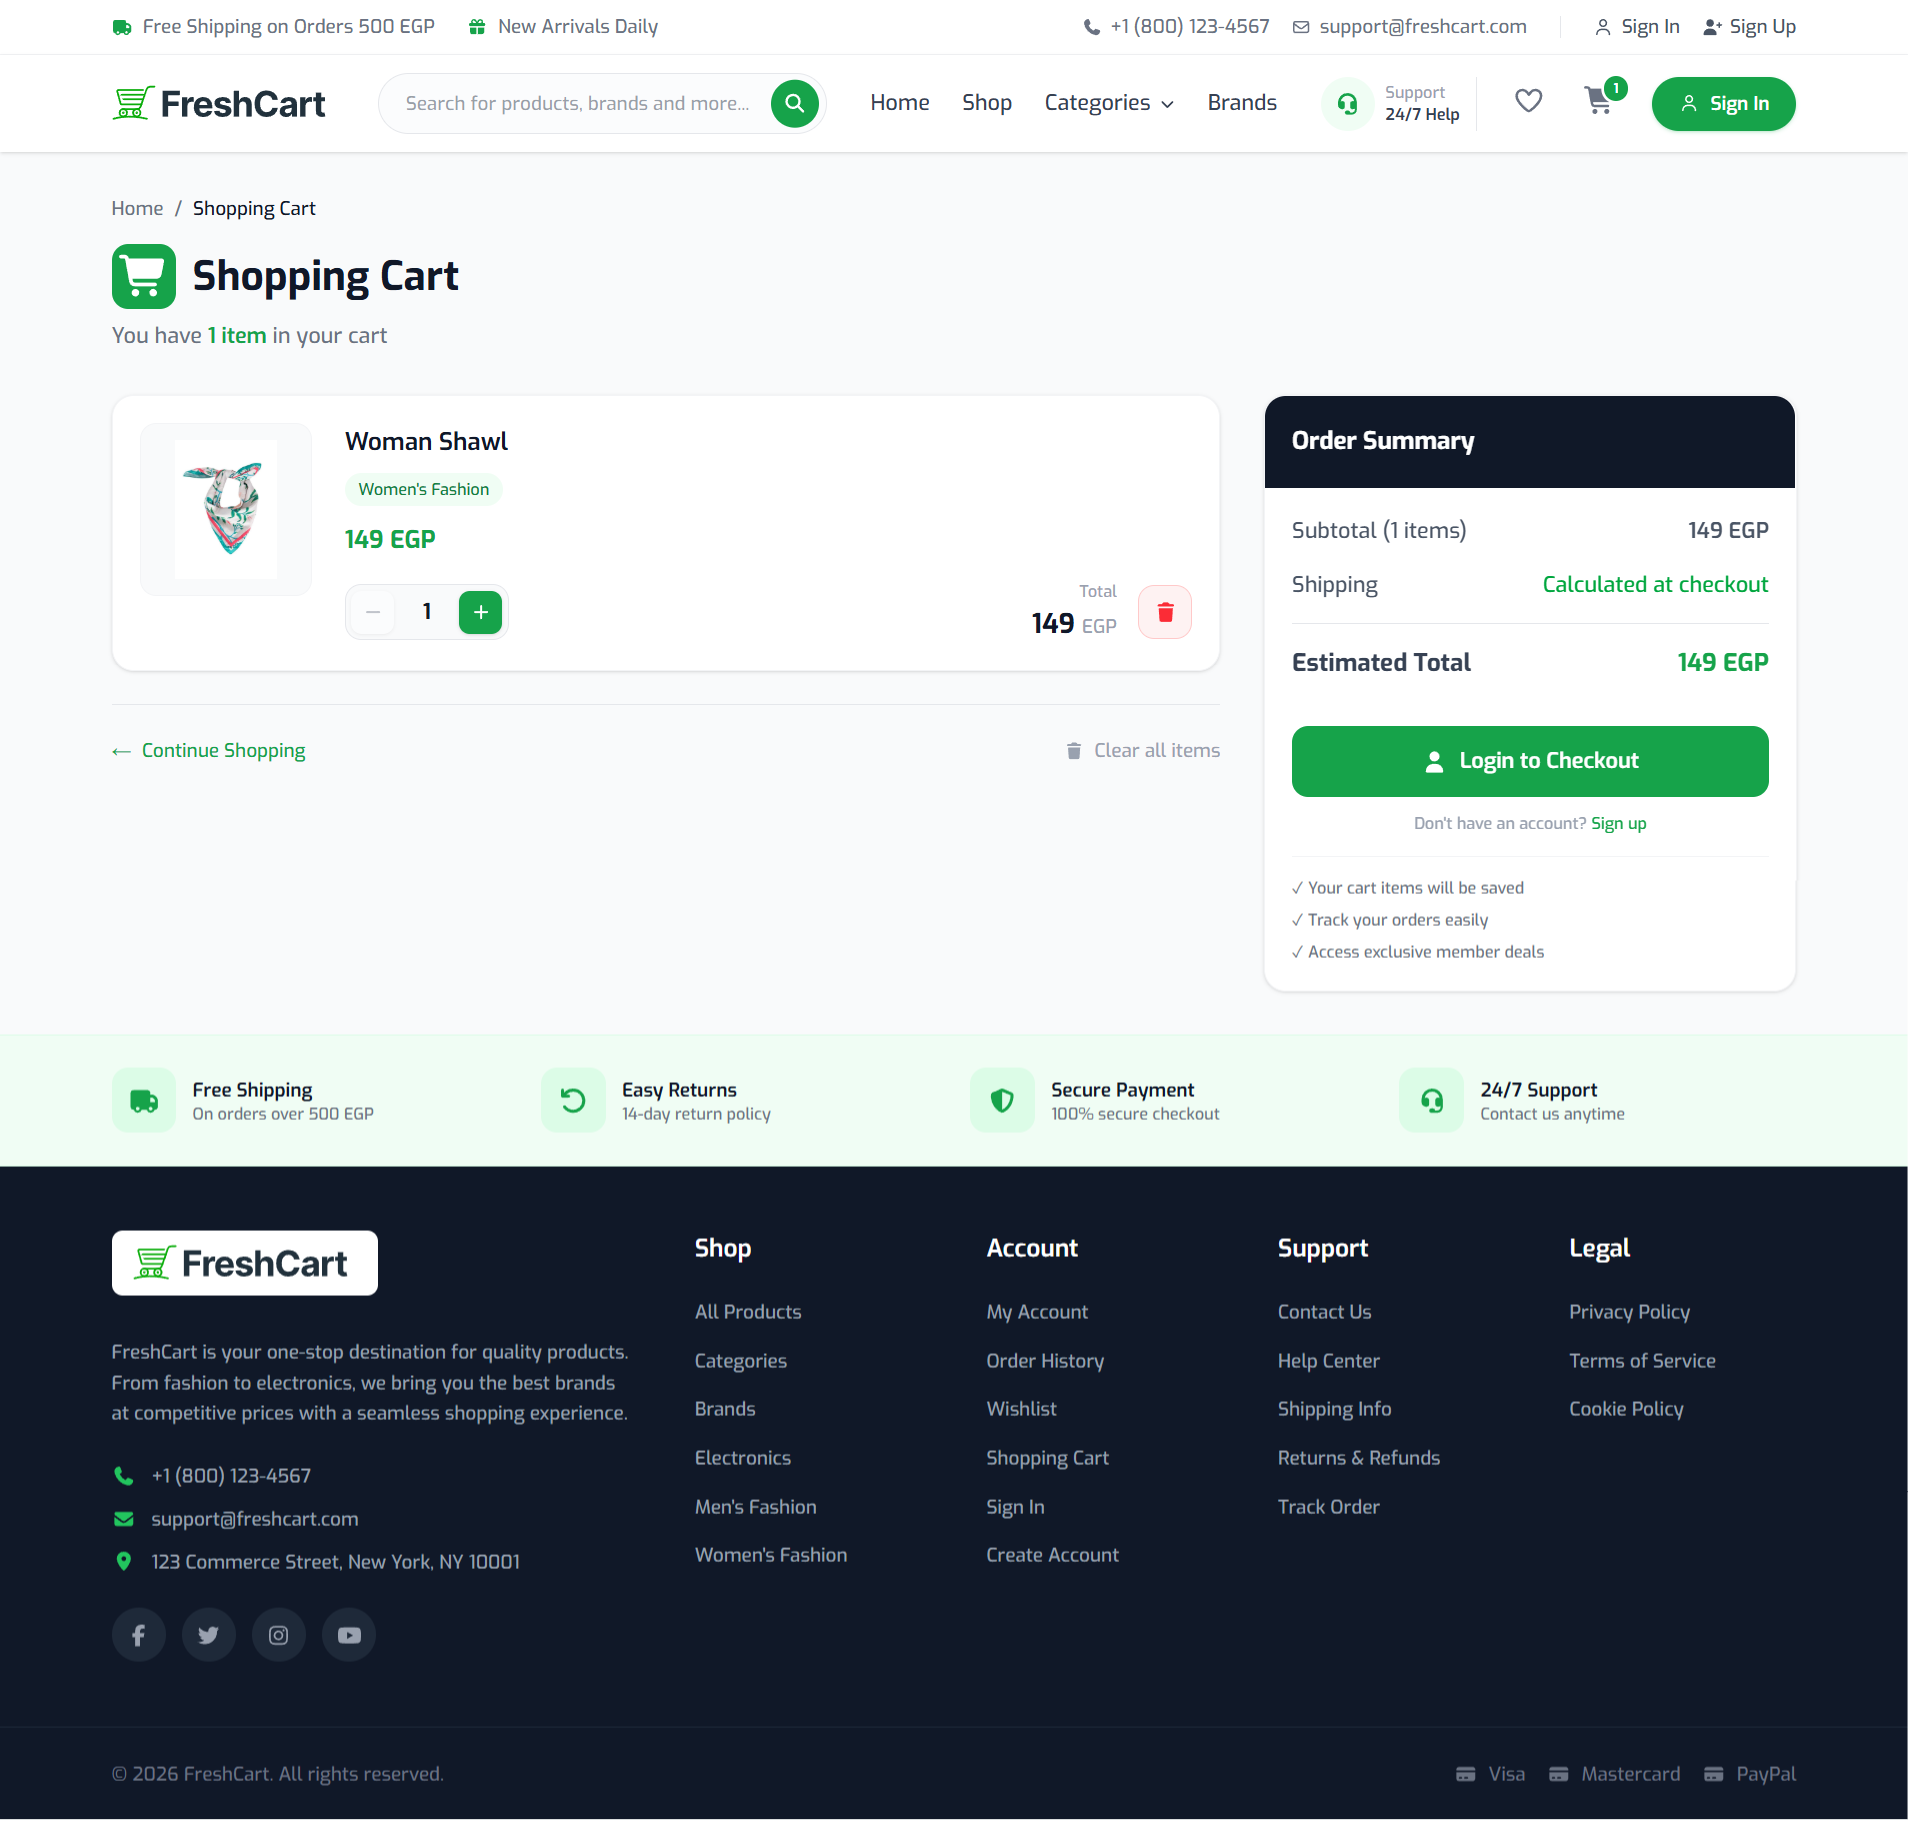 Free Shipping on Orders 500 EGP
New Arrivals Daily
+1 (800) 123-4567
support@freshcart.com
Sign In
Sign Up
FreshCart
Search for products, brands and more...
Home
Shop
Categories
Brands
Support
24/7 Help
1
Sign In
Home / Shopping Cart
Shopping Cart
You have 1 item in your cart
Woman Shawl
Women's Fashion
149 EGP
1
Total
149 EGP
Continue Shopping
Clear all items
Order Summary
Subtotal (1 items)
149 EGP
Shipping
Calculated at checkout
Estimated Total
149 EGP
Login to Checkout
Don't have an account? Sign up
✓ Your cart items will be saved
✓ Track your orders easily
✓ Access exclusive member deals
Free Shipping
On orders over 500 EGP
Easy Returns
14-day return policy
Secure Payment
100% secure checkout
24/7 Support
Contact us anytime
FreshCart
FreshCart is your one-stop destination for quality products.
From fashion to electronics, we bring you the best brands
at competitive prices with a seamless shopping experience.
+1 (800) 123-4567
support@freshcart.com
123 Commerce Street, New York, NY 10001
Shop
All Products
Categories
Brands
Electronics
Men's Fashion
Women's Fashion
Account
My Account
Order History
Wishlist
Shopping Cart
Sign In
Create Account
Support
Contact Us
Help Center
Shipping Info
Returns & Refunds
Track Order
Legal
Privacy Policy
Terms of Service
Cookie Policy
© 2026 FreshCart. All rights reserved.
Visa
Mastercard
PayPal